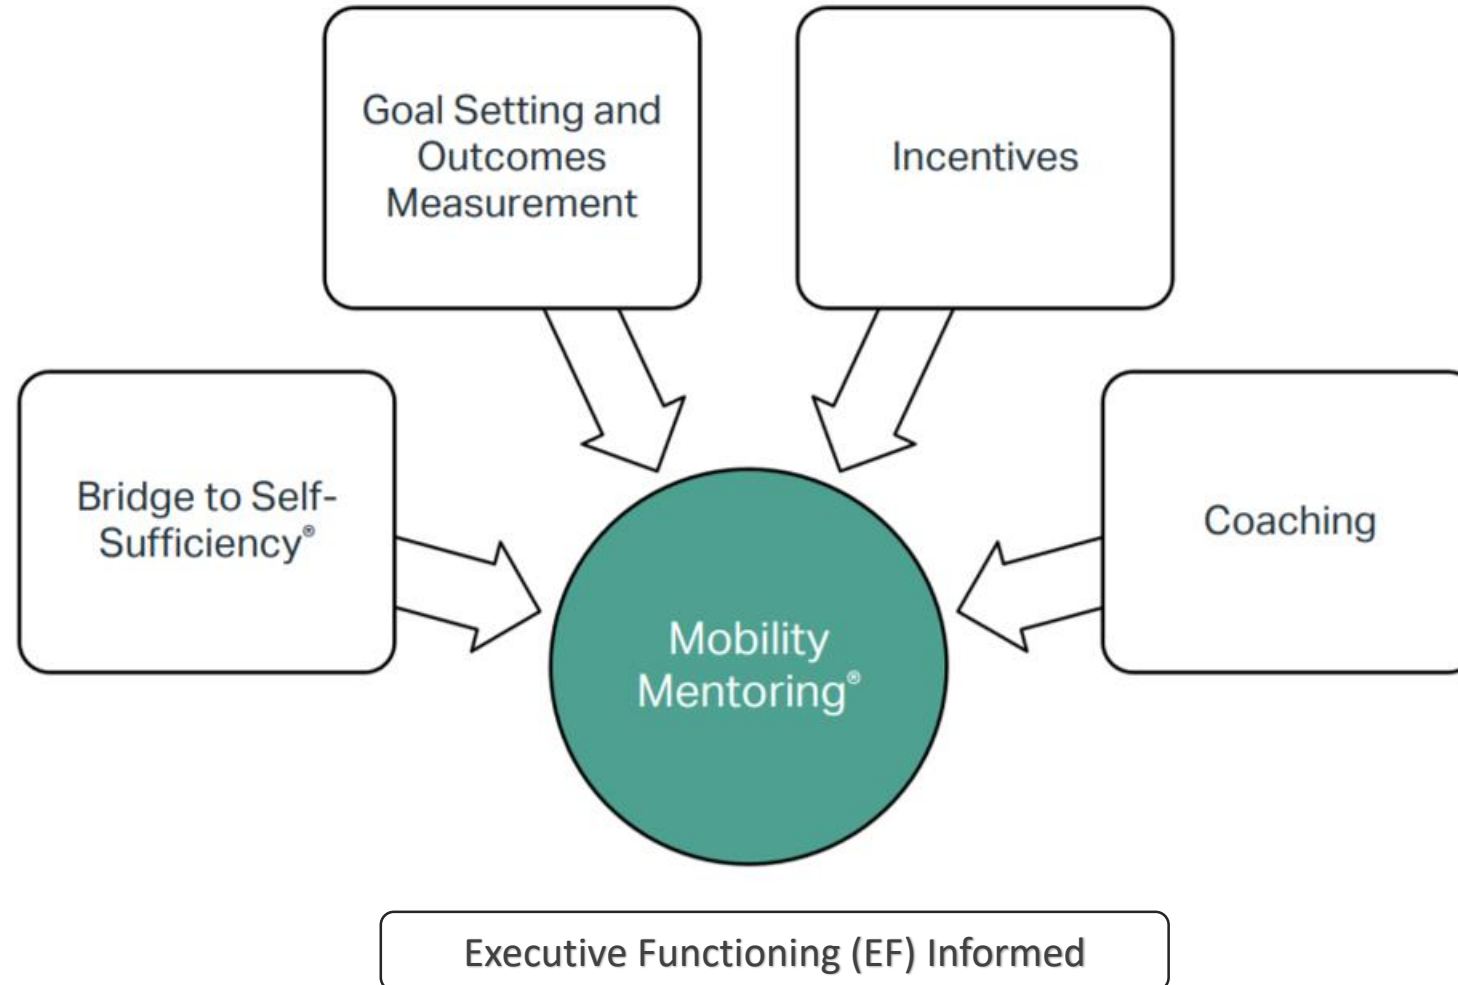 Goal Setting and
Outcomes
Measurement
Incentives
Bridge to Self-
Sufficiency®
Coaching
Mobility
Mentoring®
Executive Functioning (EF) Informed